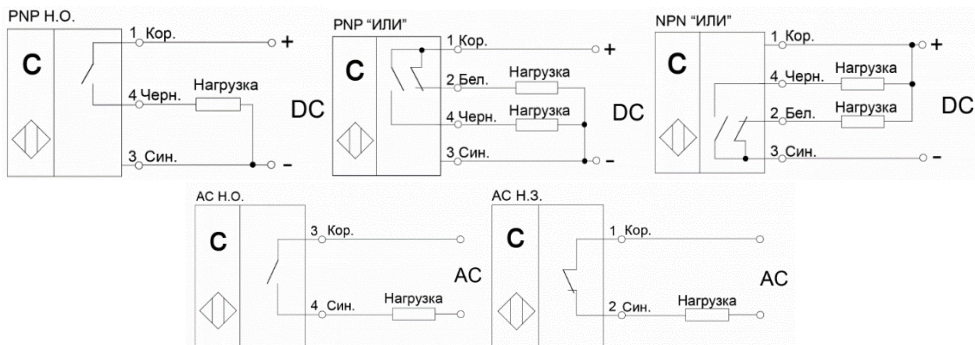 PNP Н.О.
1 Кор.
+
С
Нагрузка
4 Черн.
DC
3 Син.
-
PNP “ИЛИ”
1 Кор.
+
С
2 Бел.
Нагрузка
4 Черн.
Нагрузка
DC
3 Син.
-
NPN “ИЛИ”
1 Кор.
+
С
4 Черн.
Нагрузка
2 Бел.
Нагрузка
DC
3 Син.
-
AC Н.О.
С
3 Кор.
AC
4 Син.
Нагрузка
AC Н.З.
С
1 Кор.
AC
2 Син.
Нагрузка